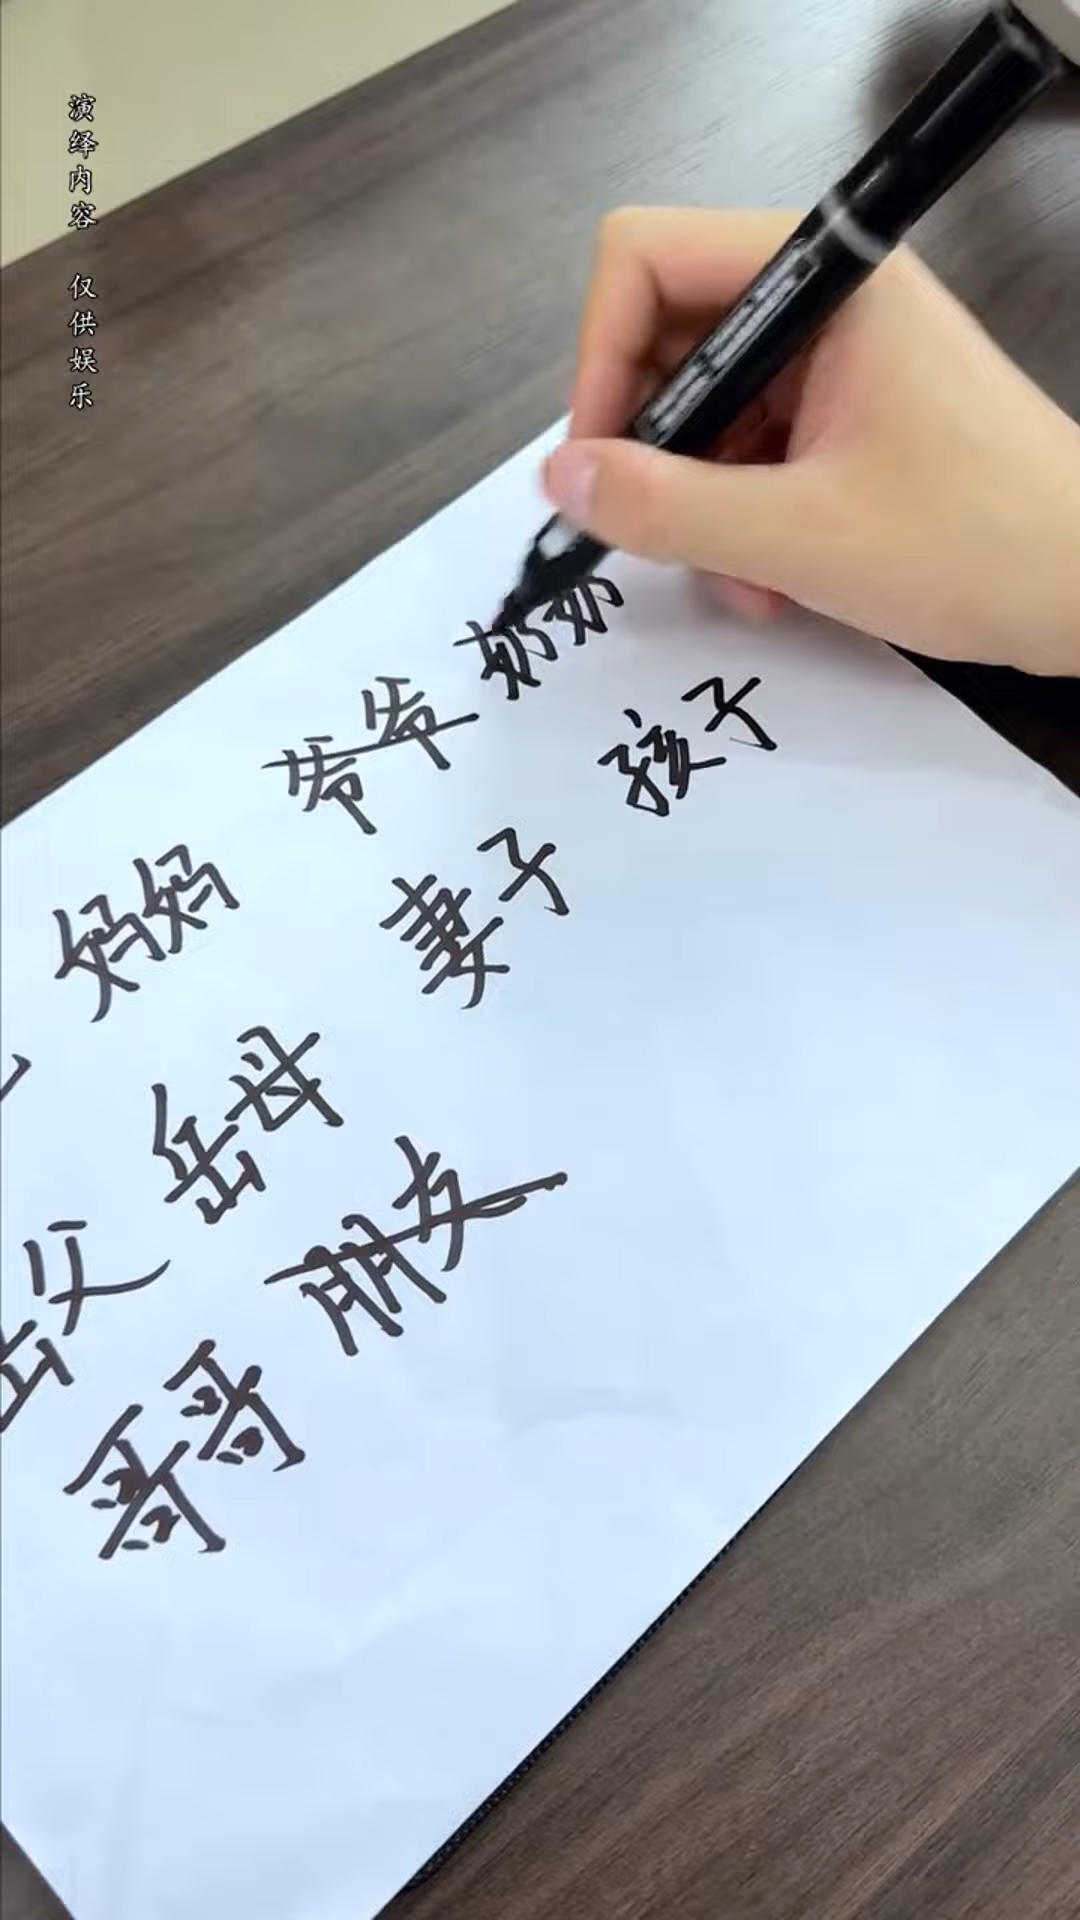 演绎内容 仅供娱乐
妈妈 爷爷 奶奶
岳父 岳母 妻子 孩子
哥哥 朋友